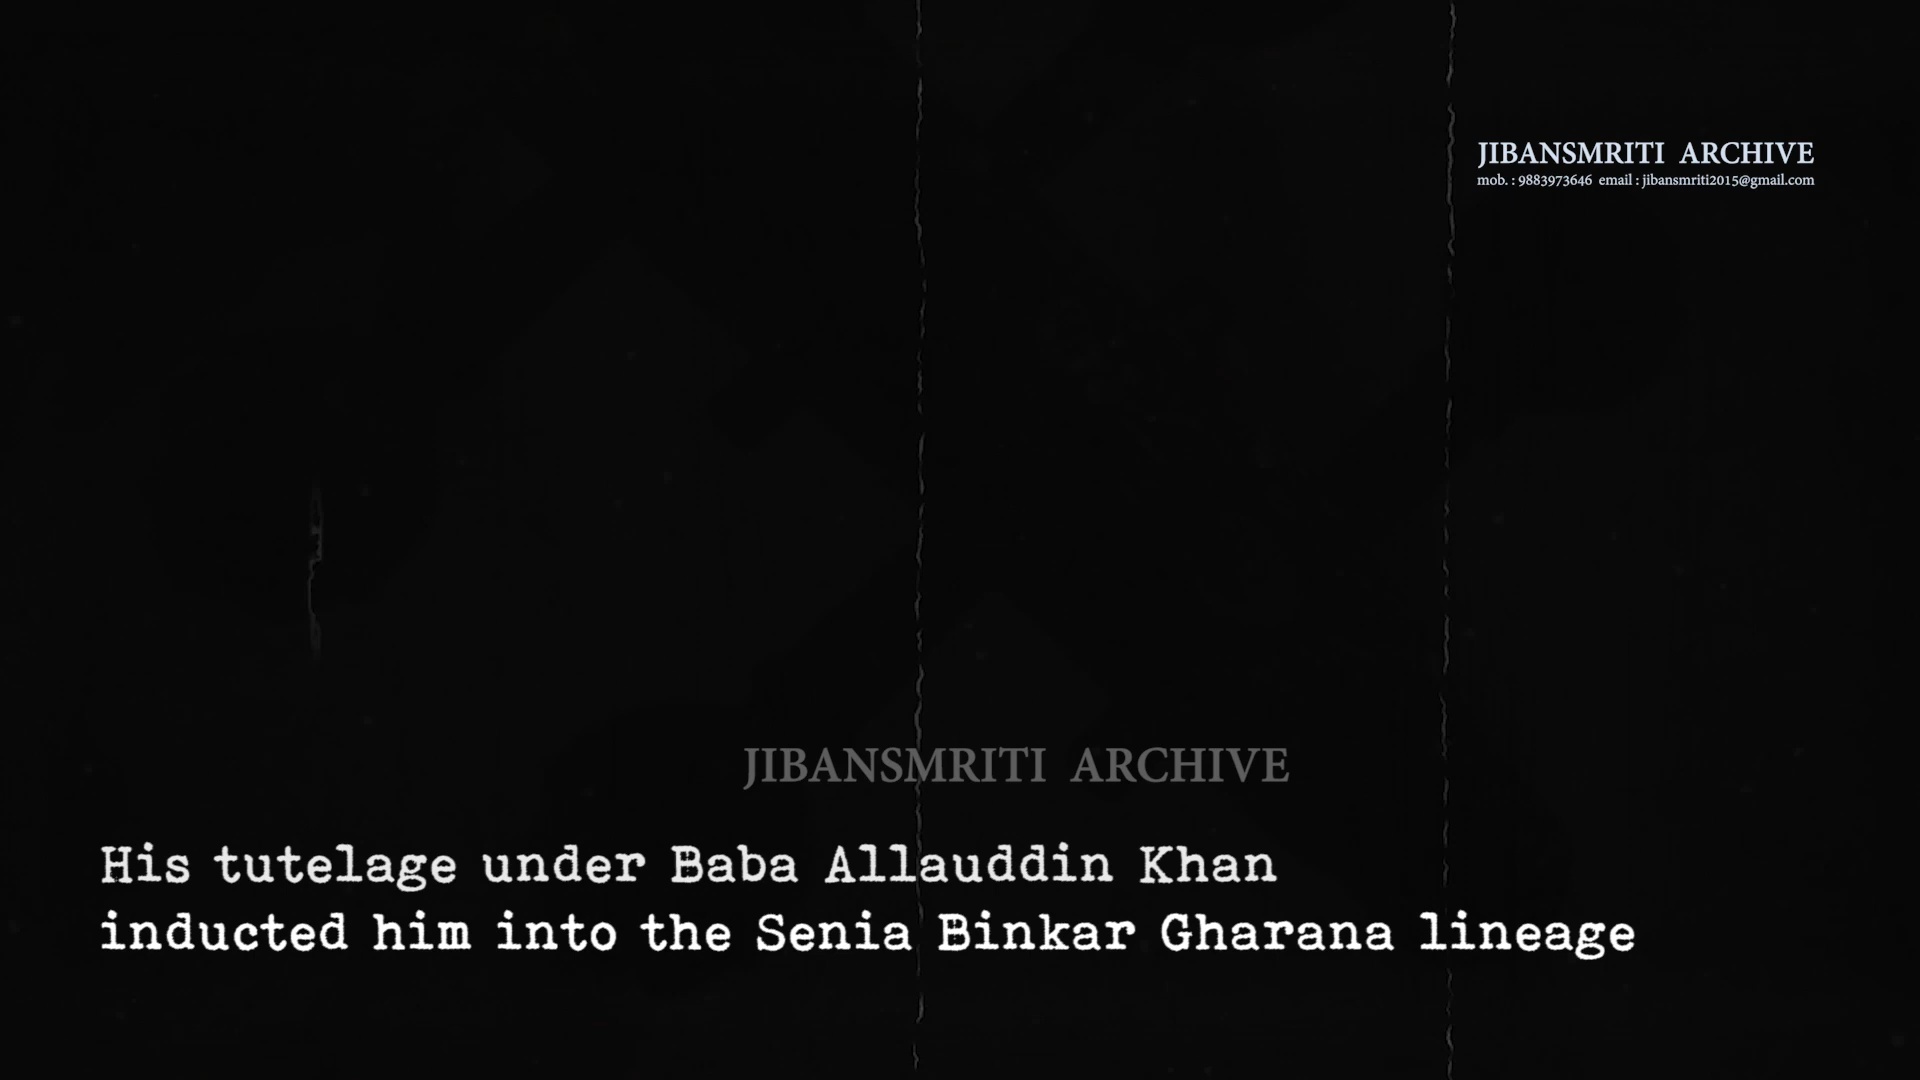 JIBANSMRITI ARCHIVE
mob. : 9883973646 email : jibansmriti2015@gmail.com
JIBANSMRITI ARCHIVE
His tutelage under Baba Allauddin Khan
inducted him into the Senia Binkar Gharana lineage